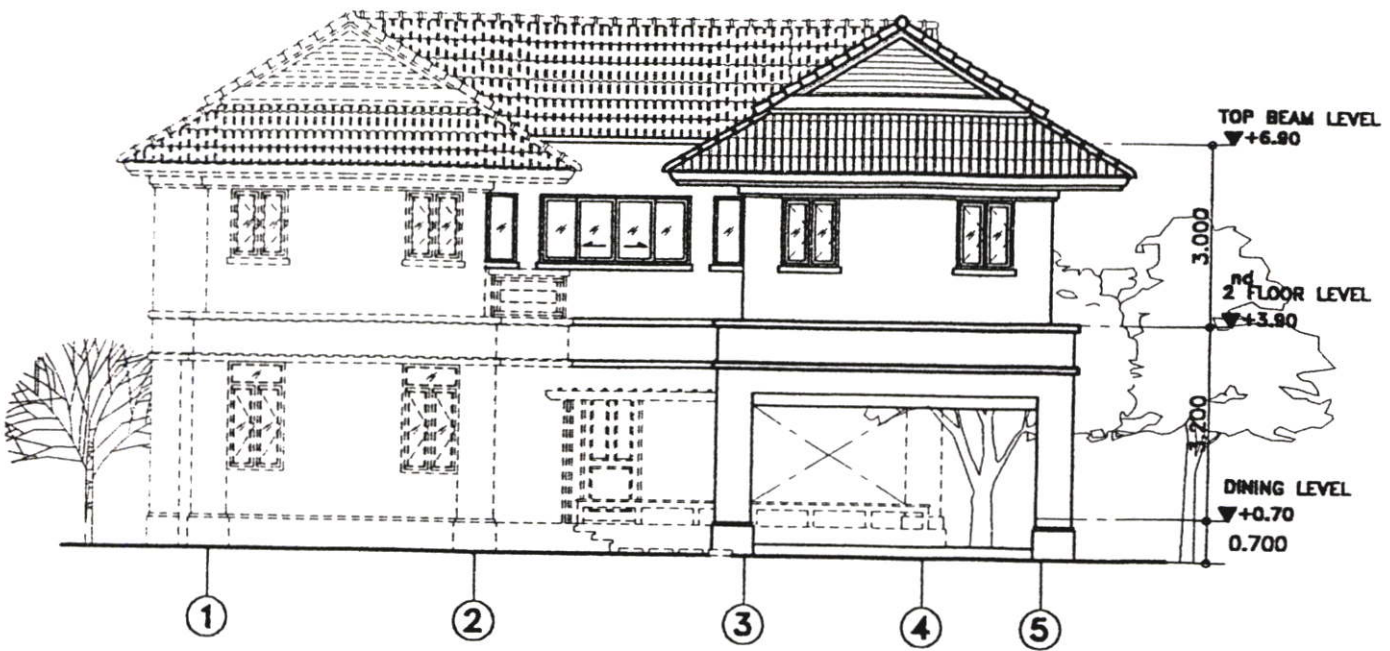 TOP BEAM LEVEL
▼+6.90
3.000
nd
2 FLOOR LEVEL
▼+3.90
3.200
DINING LEVEL
▼+0.70
0.700
1 2 3 4 5